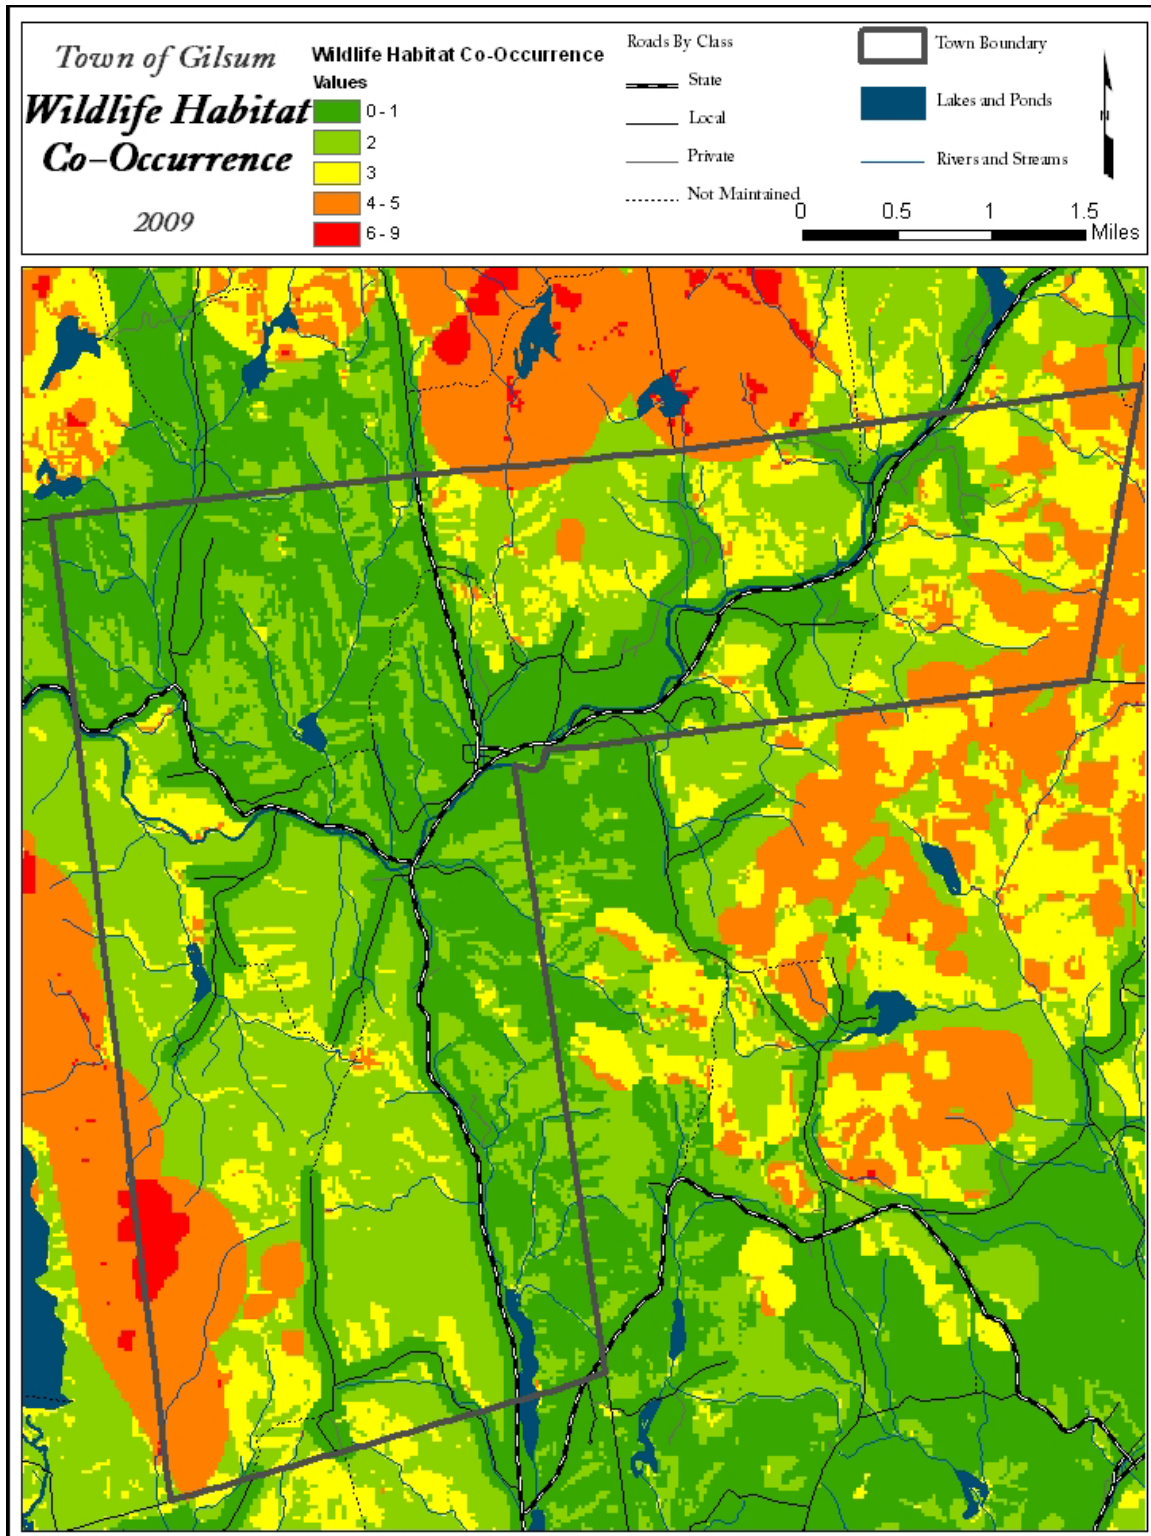 Town of Gilsum
Wildlife Habitat
Co-Occurrence
2009
Wildlife Habitat Co-Occurrence
Values
0 - 1
2
3
4 - 5
6 - 9
Roads By Class
State
Local
Private
Not Maintained
Town Boundary
Lakes and Ponds
Rivers and Streams
N
0 0.5 1 1.5
Miles